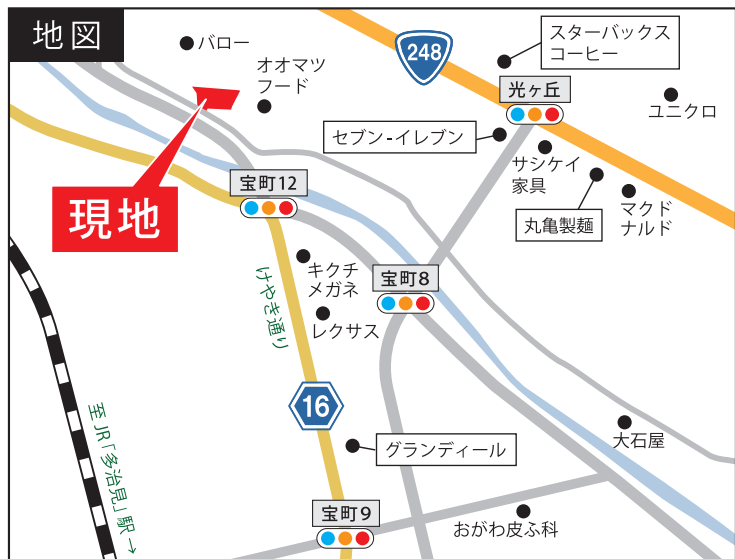 地図
バロー
オオマツ
フード
248
スターバックス
コーヒー
光ヶ丘
ユニクロ
セブン-イレブン
サシケイ
家具
丸亀製麺
マクド
ナルド
現地
宝町12
キクチ
メガネ
けやき通り
レクサス
宝町8
16
至JR「多治見」駅→
グランディール
大石屋
宝町9
おがわ皮ふ科